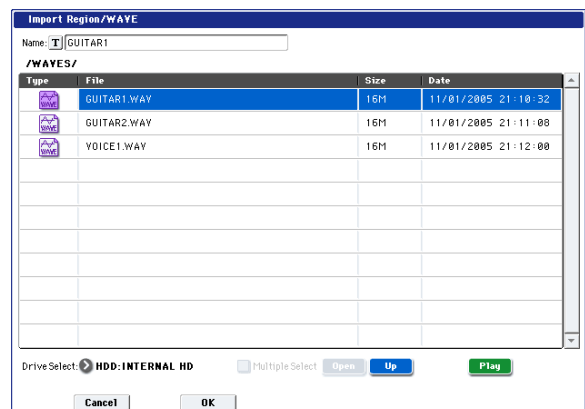 Import Region/WAVE
Name: T GUITAR1
/WAVES/
Type File Size Date
WAVE GUITAR1.WAV 16M 11/01/2005 21:10:32
WAVE GUITAR2.WAV 16M 11/01/2005 21:11:08
WAVE VOICE1.WAV 16M 11/01/2005 21:12:00
Drive Select: HDD:INTERNAL HD Multiple Select Open Up Play
Cancel OK